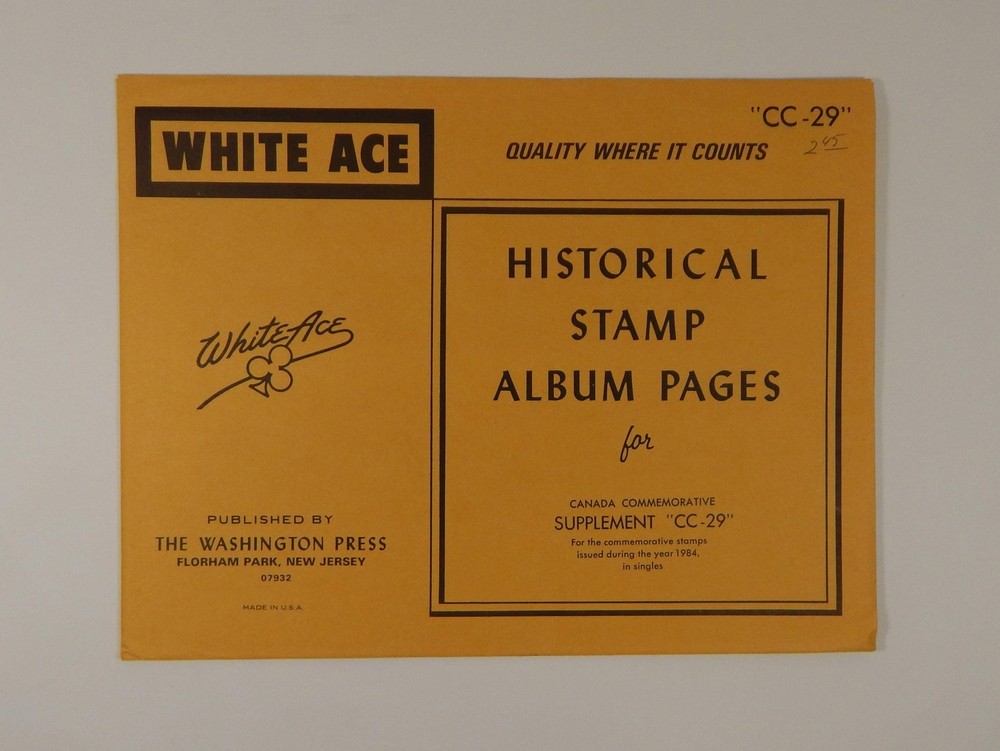 WHITE ACE
"CC-29"
QUALITY WHERE IT COUNTS
2 45
White Ace
HISTORICAL
STAMP
ALBUM PAGES
for
CANADA COMMEMORATIVE
SUPPLEMENT "CC-29"
For the commemorative stamps
issued during the year 1984,
in singles
PUBLISHED BY
THE WASHINGTON PRESS
FLORHAM PARK, NEW JERSEY
07932
MADE IN U.S.A.